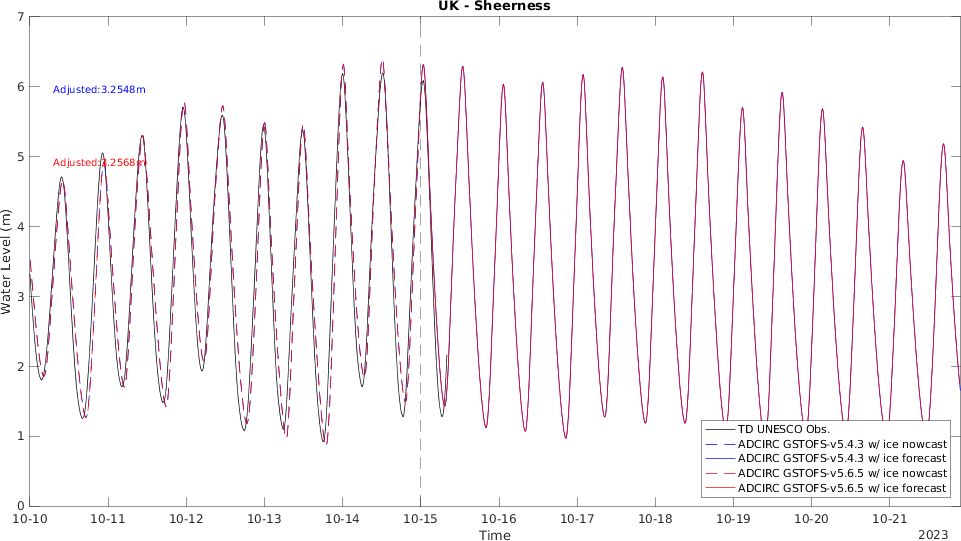 UK - Sheerness
7
6
5
4
3
2
1
0
Water Level (m)
Adjusted:3.2548m
Adjusted:3.2568m
TD UNESCO Obs.
ADCIRC GSTOFS-v5.4.3 w/ ice nowcast
ADCIRC GSTOFS-v5.4.3 w/ ice forecast
ADCIRC GSTOFS-v5.6.5 w/ ice nowcast
ADCIRC GSTOFS-v5.6.5 w/ ice forecast
10-10 10-11 10-12 10-13 10-14 10-15 10-16 10-17 10-18 10-19 10-20 10-21
Time
2023